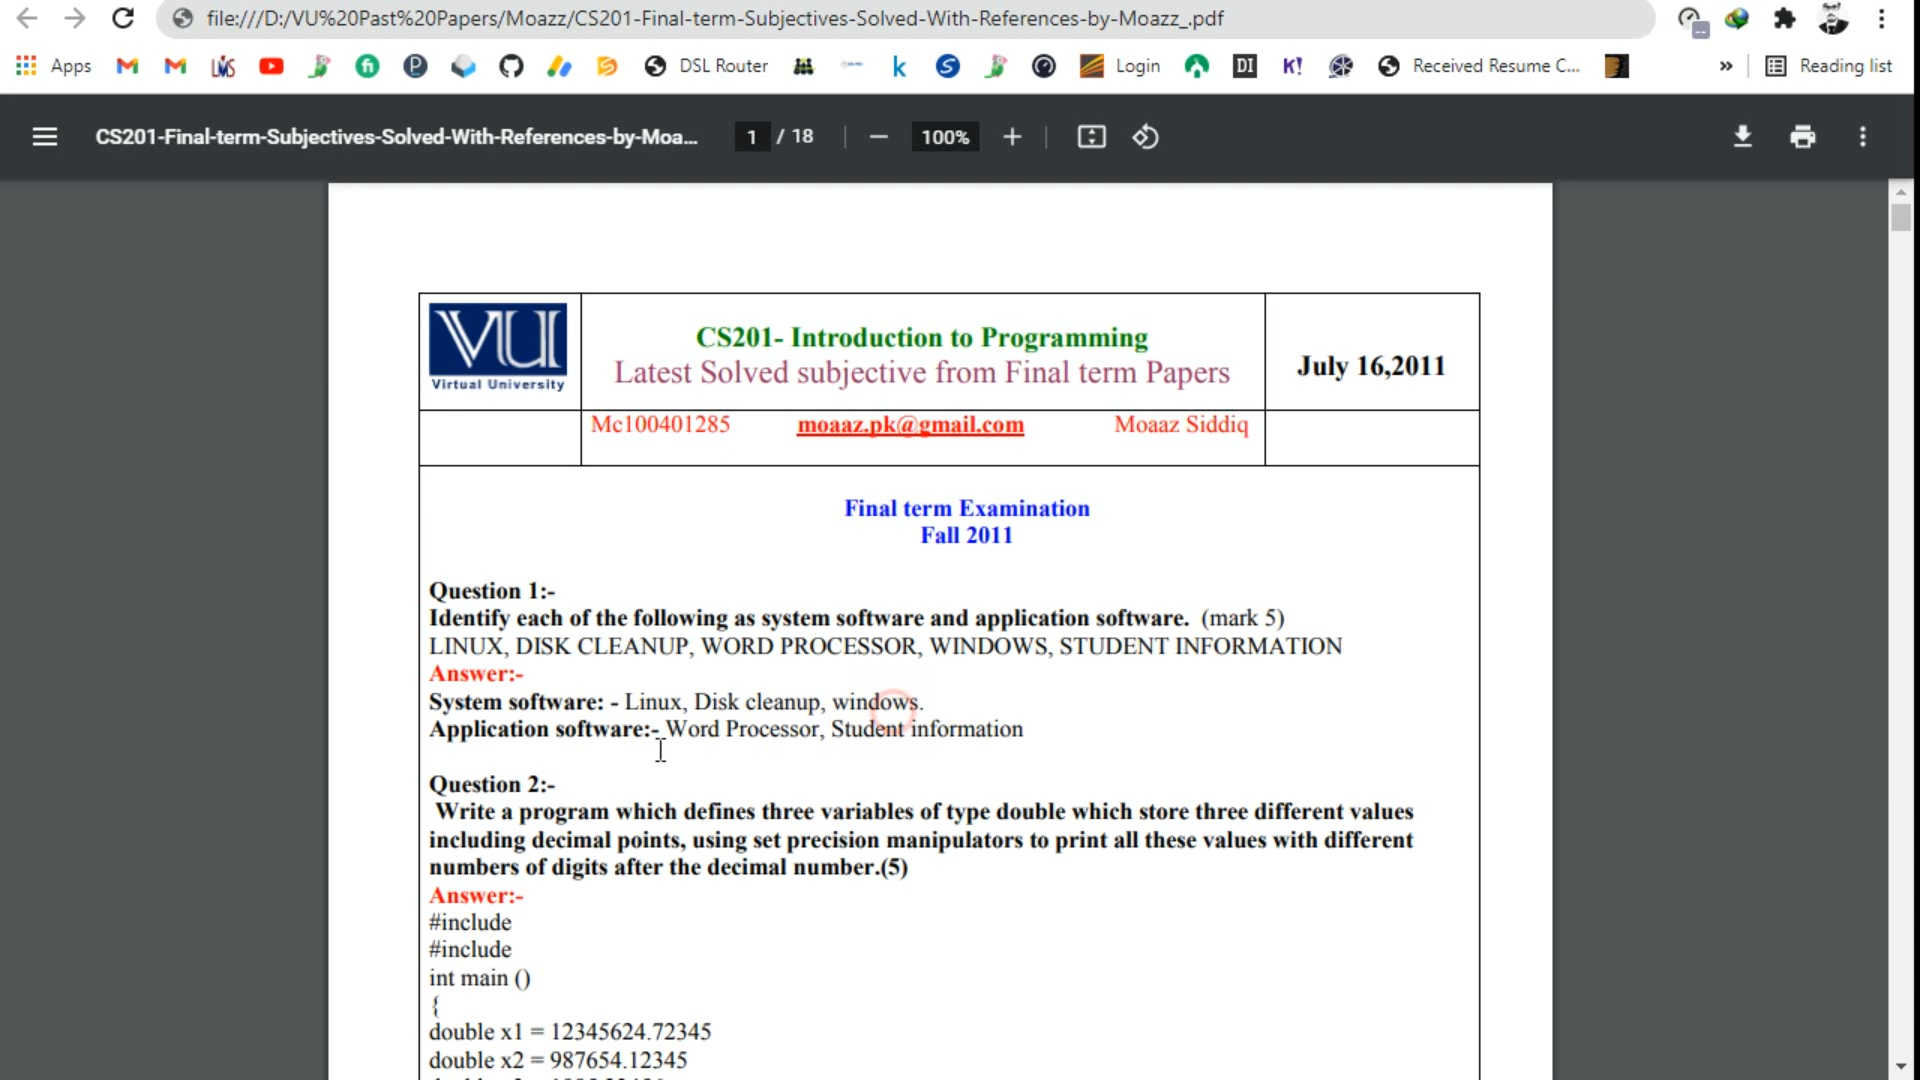 file:///D:/VU%20Past%20Papers/Moazz/CS201-Final-term-Subjectives-Solved-With-References-by-Moazz_.pdf
Apps DSL Router Login DI K! Received Resume C... » Reading list
CS201-Final-term-Subjectives-Solved-With-References-by-Moa... 1 / 18 — 100% +
VU
Virtual University
CS201- Introduction to Programming
Latest Solved subjective from Final term Papers
July 16,2011
Mc100401285 moaaz.pk@gmail.com Moaaz Siddiq
Final term Examination
Fall 2011
Question 1:-
Identify each of the following as system software and application software. (mark 5)
LINUX, DISK CLEANUP, WORD PROCESSOR, WINDOWS, STUDENT INFORMATION
Answer:-
System software: - Linux, Disk cleanup, windows.
Application software:- Word Processor, Student information
Question 2:-
Write a program which defines three variables of type double which store three different values
including decimal points, using set precision manipulators to print all these values with different
numbers of digits after the decimal number.(5)
Answer:-
#include
#include
int main ()
{
double x1 = 12345624.72345
double x2 = 987654.12345